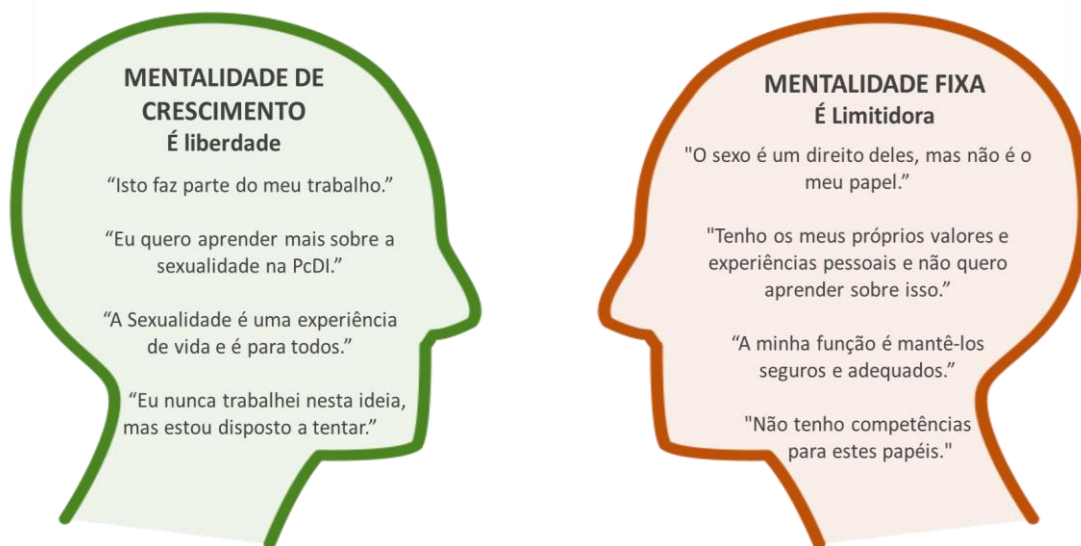 MENTALIDADE DE
CRESCIMENTO
É liberdade
“Isto faz parte do meu trabalho.”
“Eu quero aprender mais sobre a
sexualidade na PcDI.”
“A Sexualidade é uma experiência
de vida e é para todos.”
“Eu nunca trabalhei nesta ideia,
mas estou disposto a tentar.”
MENTALIDADE FIXA
É Limitidora
"O sexo é um direito deles, mas não é o
meu papel.”
"Tenho os meus próprios valores e
experiências pessoais e não quero
aprender sobre isso.”
“A minha função é mantê-los
seguros e adequados.”
"Não tenho competências
para estes papéis."